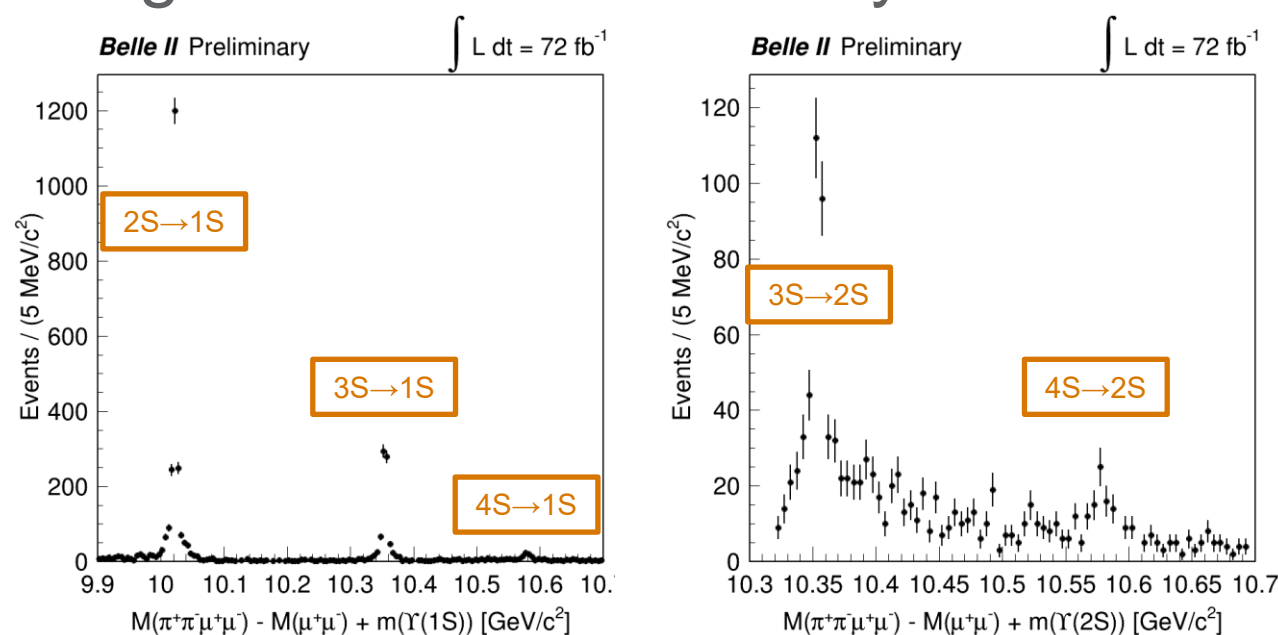 Belle II Preliminary ∫ L dt = 72 fb⁻¹
Events / (5 MeV/c²)
1200
1000
800
600
400
200
0
2S→1S
3S→1S
4S→1S
9.9 10 10.1 10.2 10.3 10.4 10.5 10.6 10.
M(π⁺π⁻μ⁺μ⁻) - M(μ⁺μ⁻) + m(ϒ(1S)) [GeV/c²]
Belle II Preliminary ∫ L dt = 72 fb⁻¹
Events / (5 MeV/c²)
120
100
80
60
40
20
0
3S→2S
4S→2S
10.3 10.35 10.4 10.45 10.5 10.55 10.6 10.65 10.7
M(π⁺π⁻μ⁺μ⁻) - M(μ⁺μ⁻) + m(ϒ(2S)) [GeV/c²]